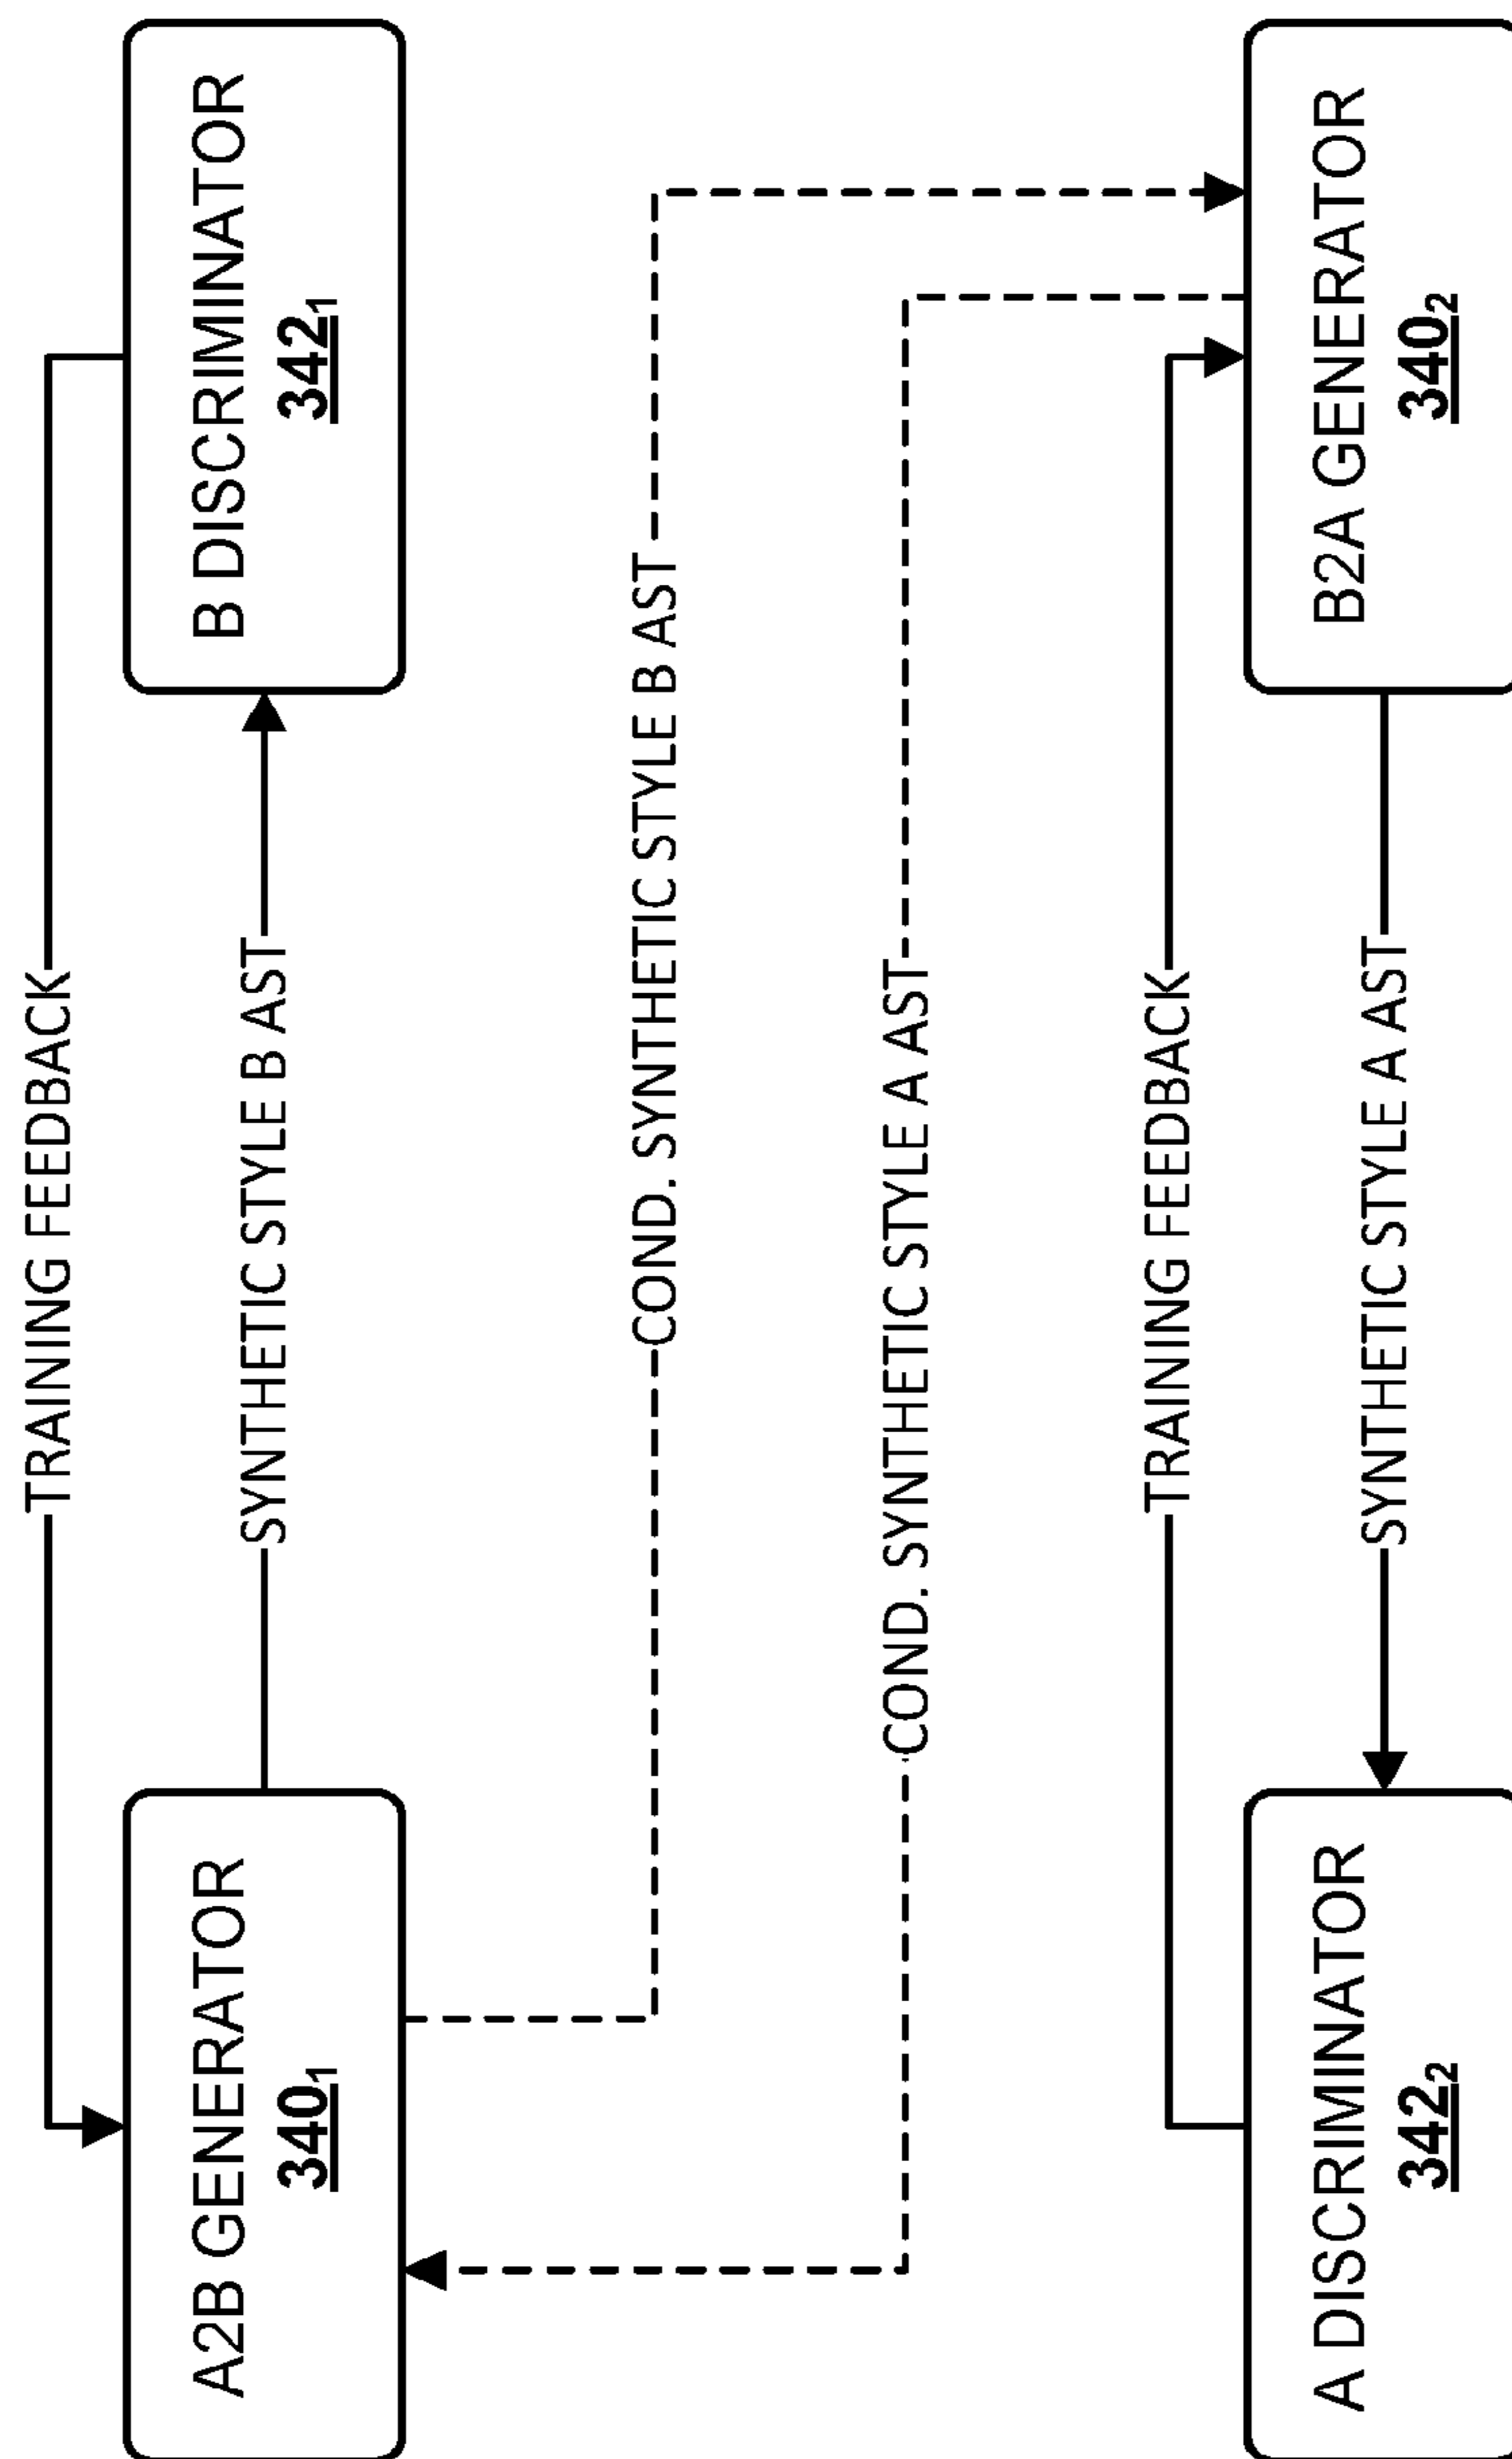 TRAINING FEEDBACK
A2B GENERATOR
340₁
SYNTHETIC STYLE B AST
B DISCRIMINATOR
342₁
COND. SYNTHETIC STYLE B AST
COND. SYNTHETIC STYLE A AST
TRAINING FEEDBACK
A DISCRIMINATOR
342₂
SYNTHETIC STYLE A AST
B2A GENERATOR
340₂